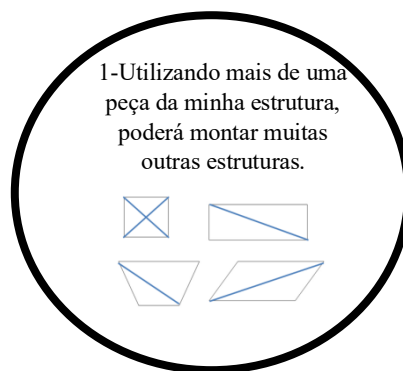 1-Utilizando mais de uma
peça da minha estrutura,
poderá montar muitas
outras estruturas.